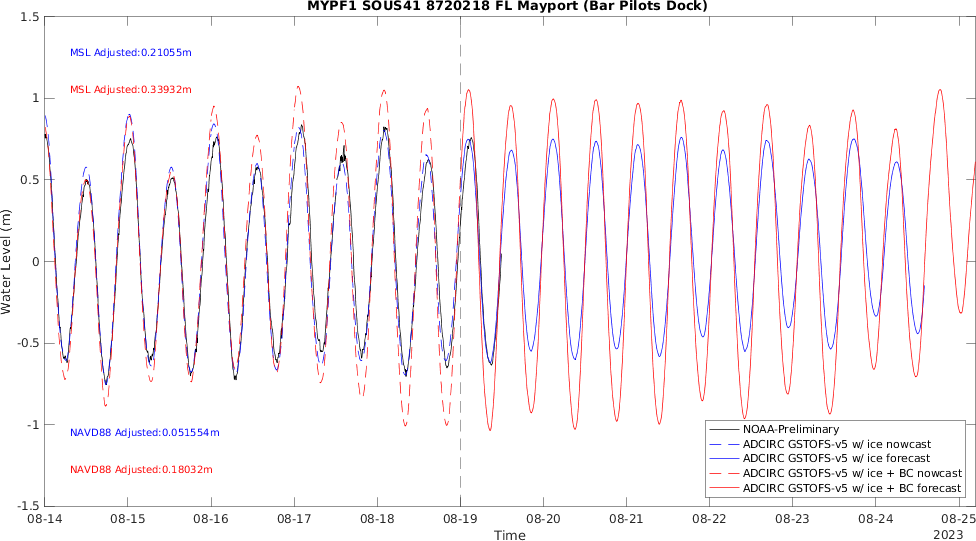 MYPF1 SOUS41 8720218 FL Mayport (Bar Pilots Dock)
1.5
MSL Adjusted:0.21055m
MSL Adjusted:0.33932m
1
0.5
0
-0.5
-1
-1.5
Water Level (m)
NAVD88 Adjusted:0.051554m
NAVD88 Adjusted:0.18032m
NOAA-Preliminary
ADCIRC GSTOFS-v5 w/ ice nowcast
ADCIRC GSTOFS-v5 w/ ice forecast
ADCIRC GSTOFS-v5 w/ ice + BC nowcast
ADCIRC GSTOFS-v5 w/ ice + BC forecast
08-14 08-15 08-16 08-17 08-18 08-19 08-20 08-21 08-22 08-23 08-24 08-25
Time
2023